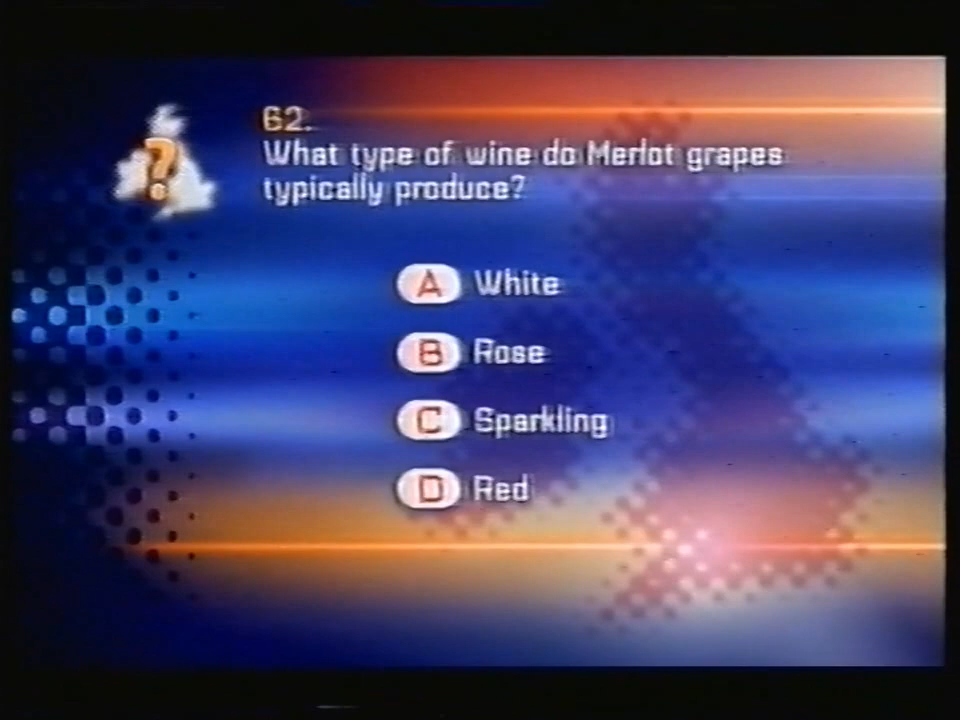 ?
62.
What type of wine do Merlot grapes
typically produce?
A White
B Rose
C Sparkling
D Red